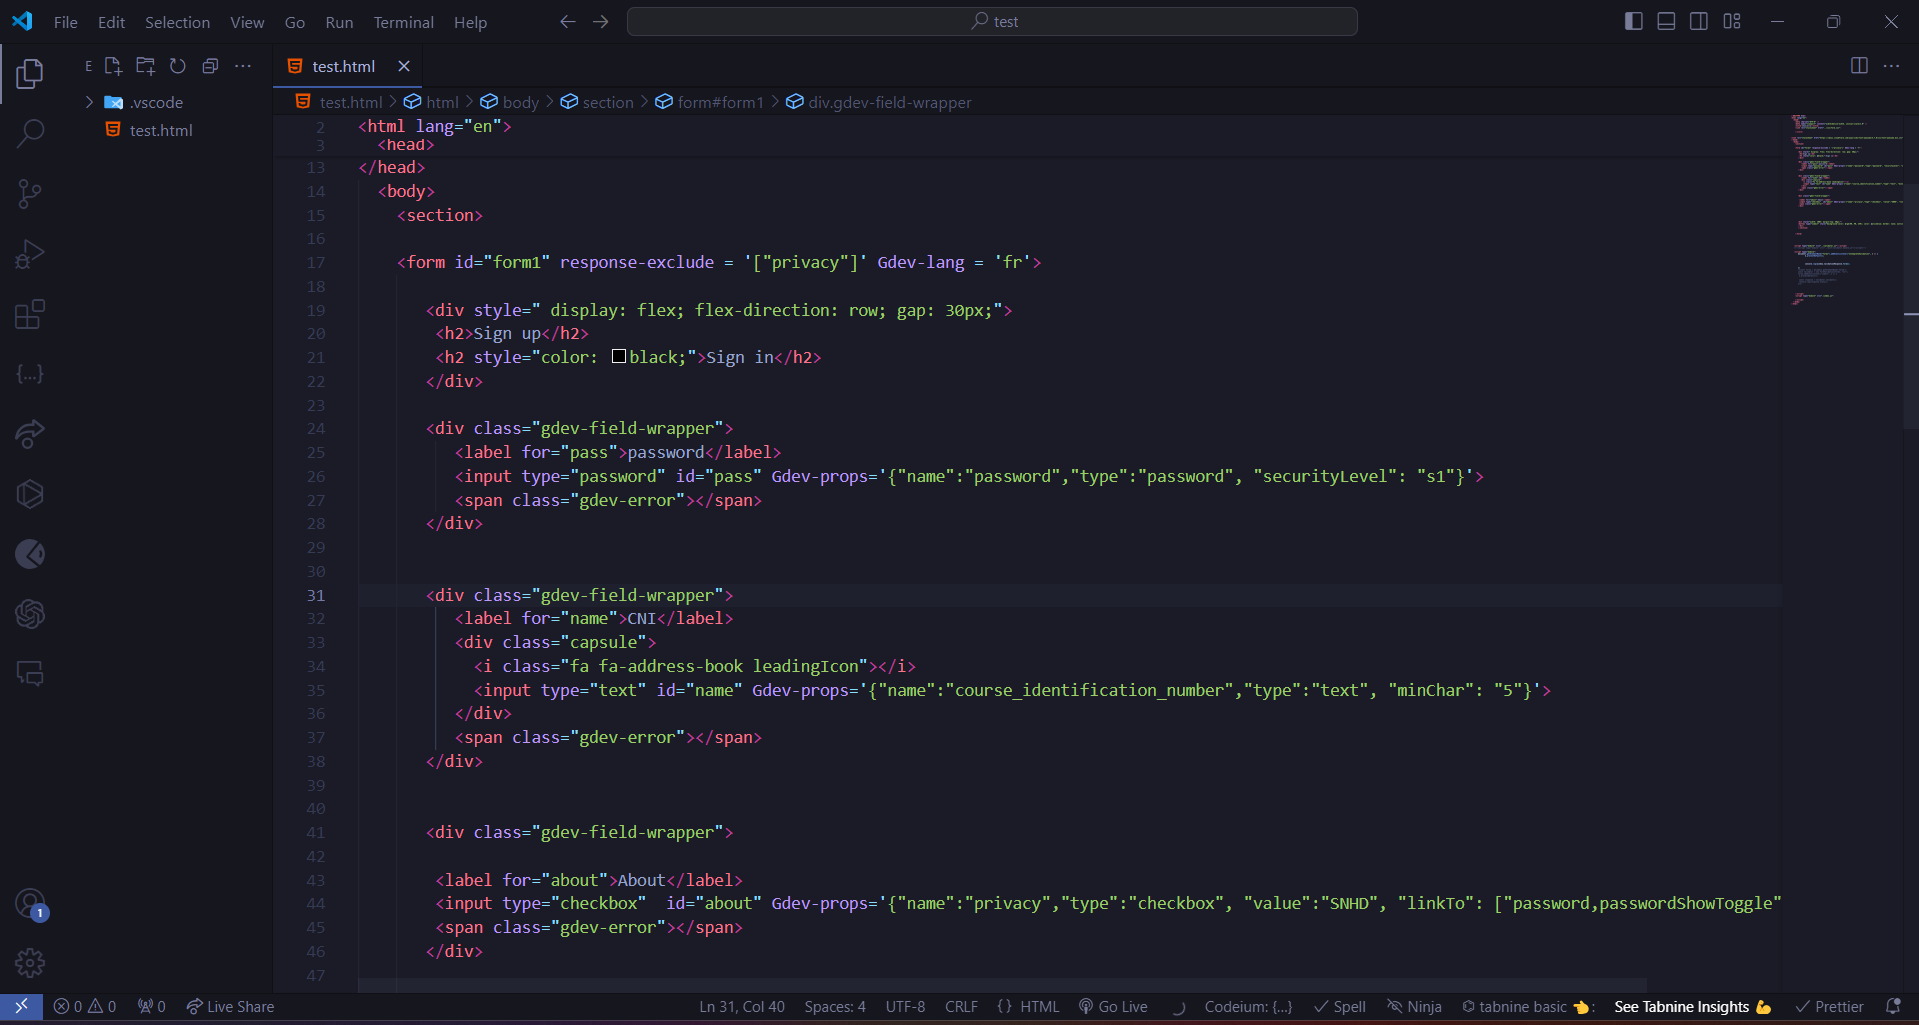 File Edit Selection View Go Run Terminal Help
test
E
test.html
.vscode
test.html
test.html > html > body > section > form#form1 > div.gdev-field-wrapper
2 <html lang="en">
3 <head>
13 </head>
14 <body>
15 <section>
16
17 <form id="form1" response-exclude = '["privacy"]' Gdev-lang = 'fr'>
18
19 <div style=" display: flex; flex-direction: row; gap: 30px;">
20 <h2>Sign up</h2>
21 <h2 style="color: black;">Sign in</h2>
22 </div>
23
24 <div class="gdev-field-wrapper">
25 <label for="pass">password</label>
26 <input type="password" id="pass" Gdev-props='{"name":"password","type":"password", "securityLevel": "s1"}'>
27 <span class="gdev-error"></span>
28 </div>
29
30
31 <div class="gdev-field-wrapper">
32 <label for="name">CNI</label>
33 <div class="capsule">
34 <i class="fa fa-address-book leadingIcon"></i>
35 <input type="text" id="name" Gdev-props='{"name":"course_identification_number","type":"text", "minChar": "5"}'>
36 </div>
37 <span class="gdev-error"></span>
38 </div>
39
40
41 <div class="gdev-field-wrapper">
42
43 <label for="about">About</label>
44 <input type="checkbox"  id="about" Gdev-props='{"name":"privacy","type":"checkbox", "value":"SNHD", "linkTo": ["password,passwordShowToggle"
45 <span class="gdev-error"></span>
46 </div>
47
1
0 0 0 Live Share Ln 31, Col 40 Spaces: 4 UTF-8 CRLF {} HTML Go Live Codeium: {...} Spell Ninja tabnine basic 👈: See Tabnine Insights 💪 Prettier